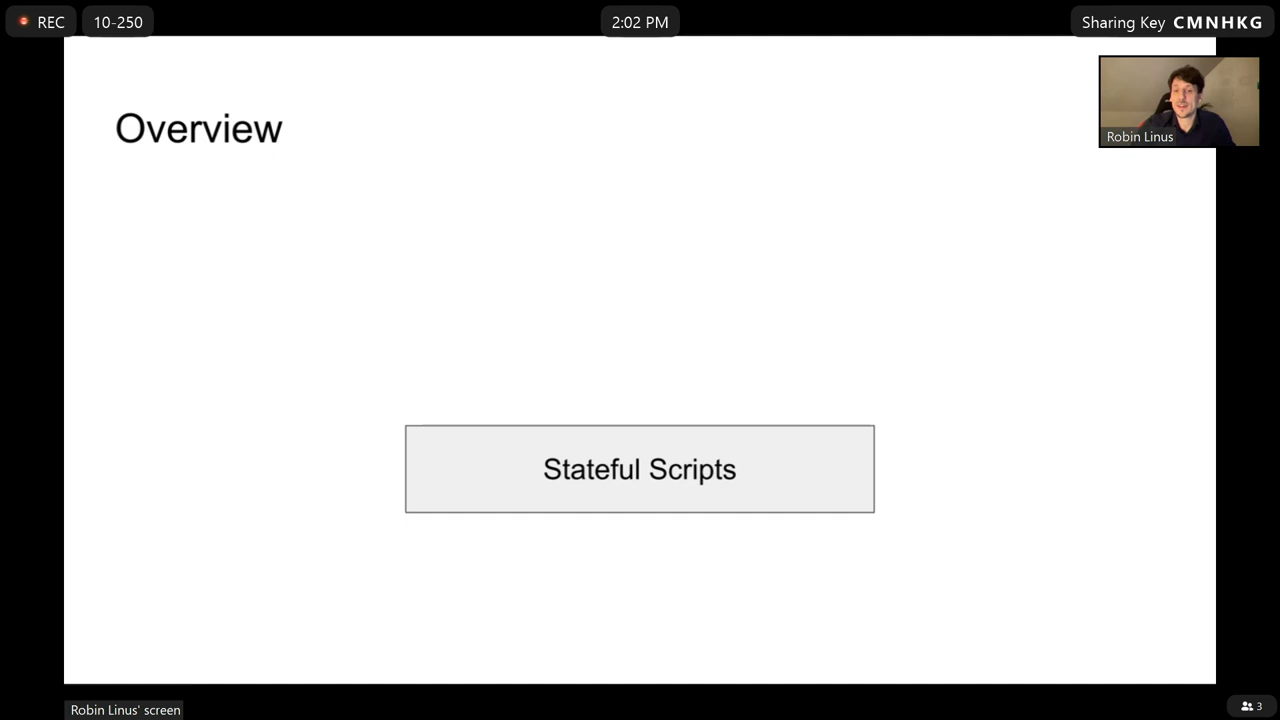 REC
10-250
2:02 PM
Sharing Key CMNHKG
Overview
Robin Linus
Stateful Scripts
Robin Linus' screen
3